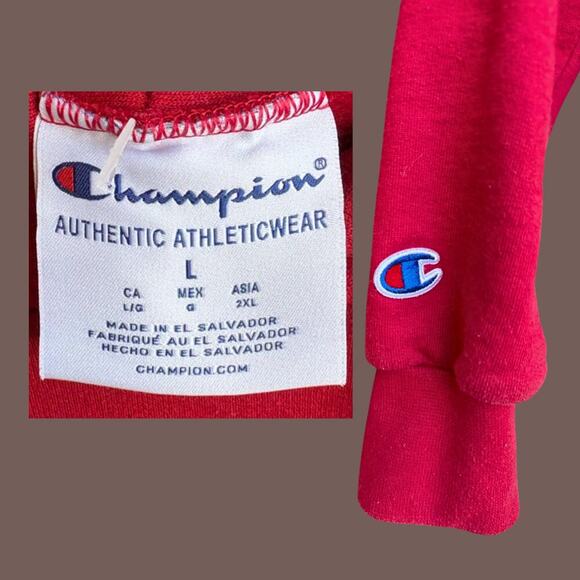 Champion®
AUTHENTIC ATHLETICWEAR
L
CA MEX ASIA
L/G G 2XL
MADE IN EL SALVADOR
FABRIQUÉ AU EL SALVADOR
HECHO EN EL SALVADOR
CHAMPION.COM